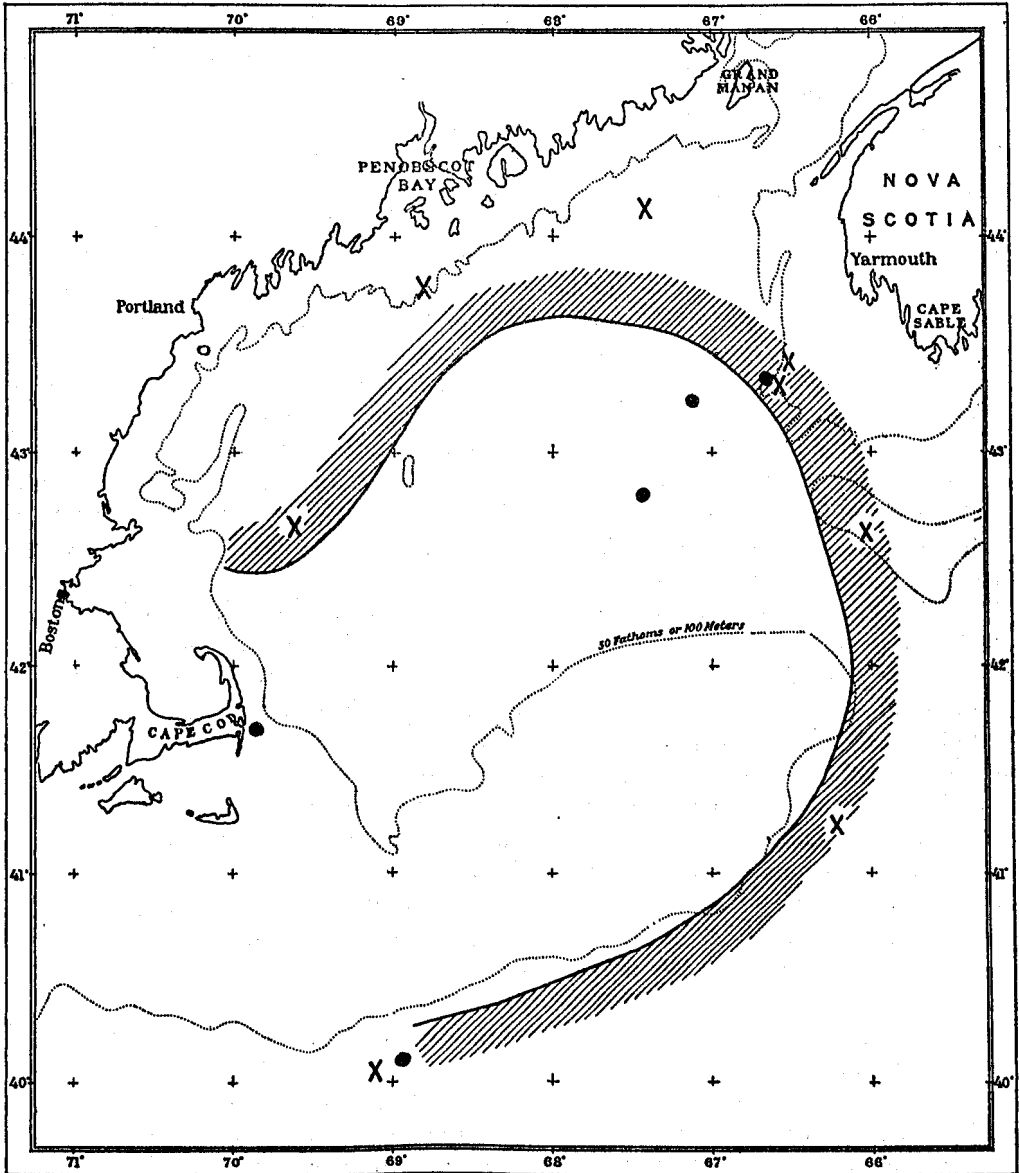 71° 70° 69° 68° 67° 66°
GRAND
MANAN
PENOBSCOT
BAY
NOVA
SCOTIA
44° 44°
Yarmouth
Portland
CAPE
SABLE
43° 43°
Boston
50 Fathoms or 100 Meters
42° 42°
CAPE COD
41° 41°
40° 40°
71° 70° 69° 68° 67° 66°